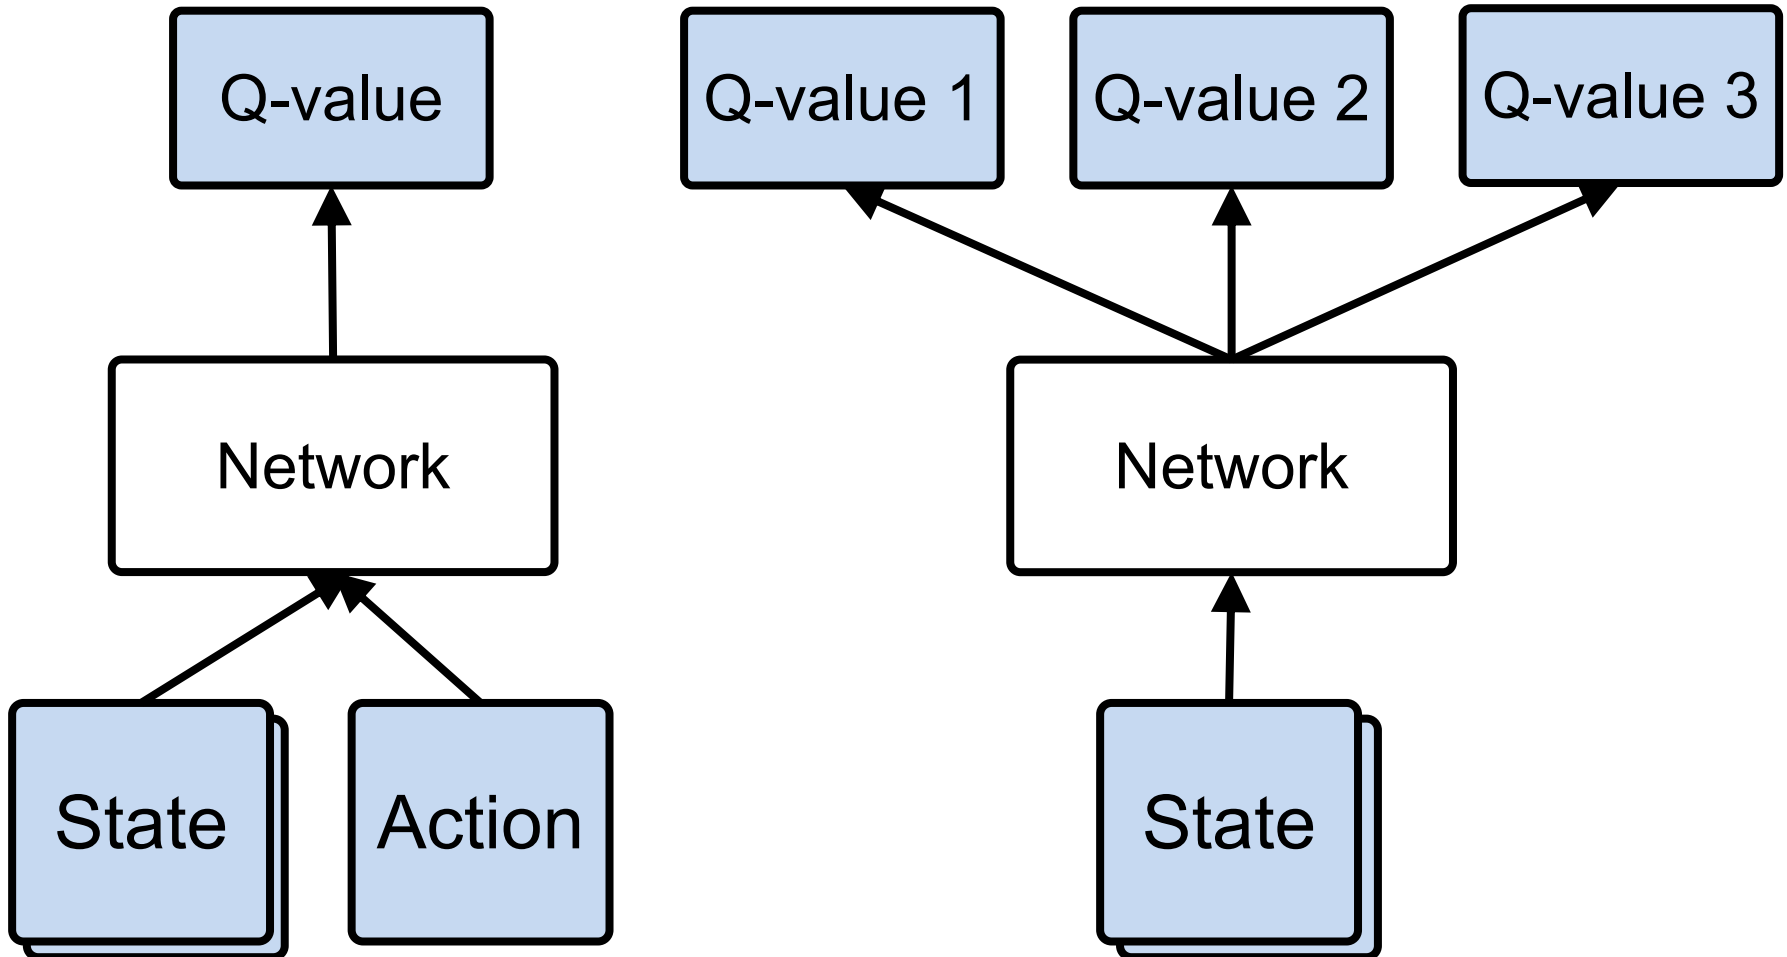 Q-value
Q-value 1
Q-value 2
Q-value 3
Network
Network
State
Action
State